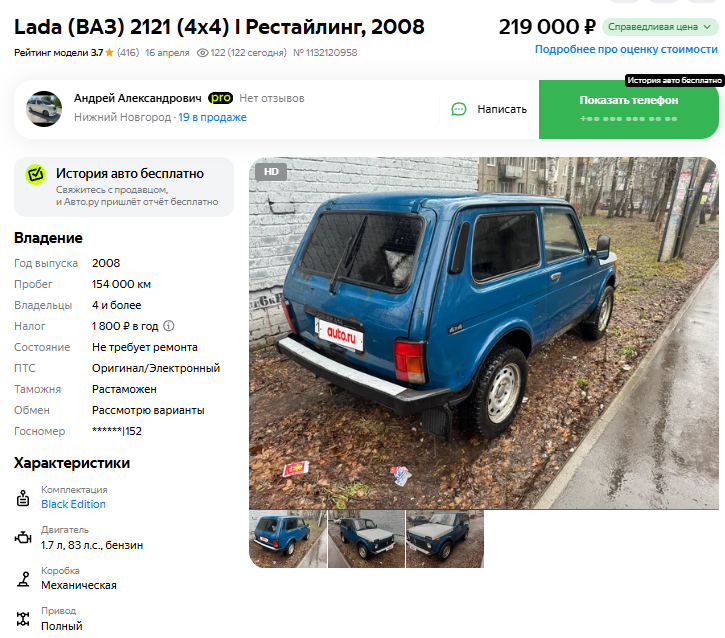 Lada (ВАЗ) 2121 (4x4) I Рестайлинг, 2008
219 000 ₽ Справедливая цена
Рейтинг модели 3.7 (416) 16 апреля 122 (122 сегодня) № 1132120958
Подробнее про оценку стоимости
История авто бесплатно
Андрей Александрович pro Нет отзывов
Нижний Новгород · 19 в продаже
Написать
Показать телефон
HD
История авто бесплатно
Свяжитесь с продавцом,
и Авто.ру пришлёт отчёт бесплатно
Владение
Год выпуска 2008
Пробег 154 000 км
Владельцы 4 и более
Налог 1 800 ₽ в год
Состояние Не требует ремонта
ПТС Оригинал/Электронный
Таможня Растаможен
Обмен Рассмотрю варианты
Госномер ******|152
auto.ru
4x4
Характеристики
Комплектация
Black Edition
Двигатель
1.7 л, 83 л.с., бензин
Коробка
Механическая
Привод
Полный